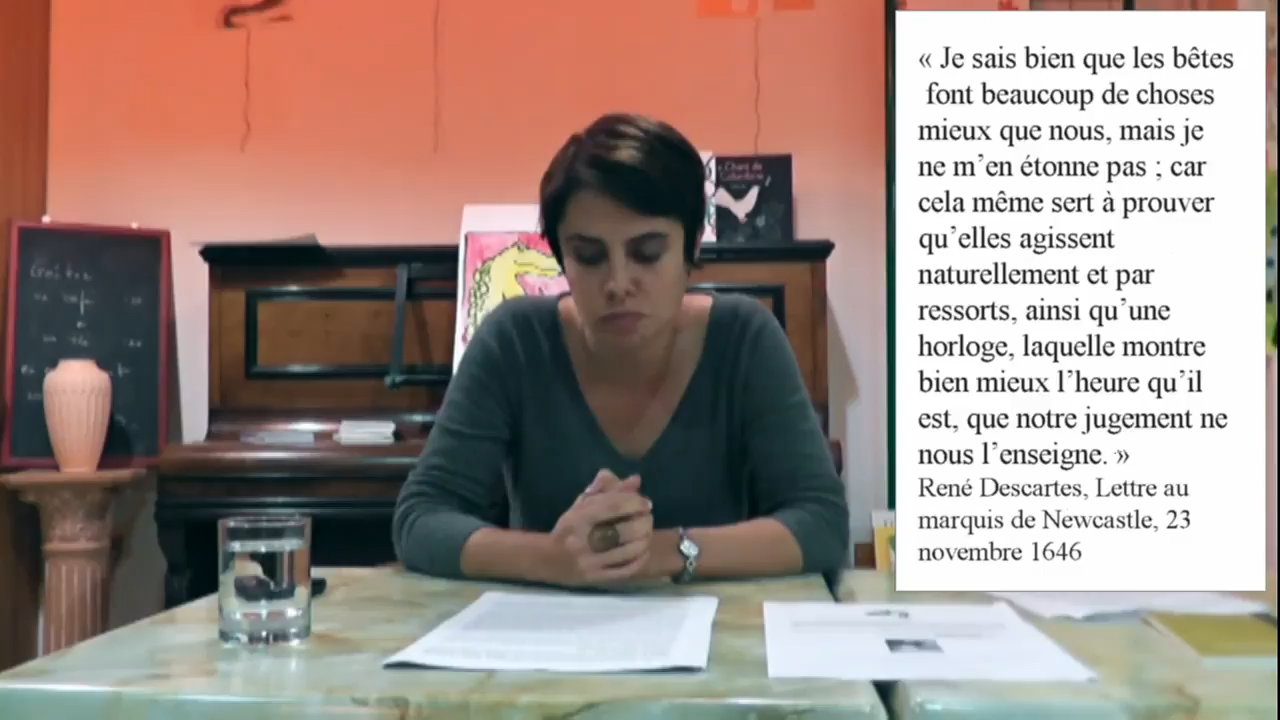 « Je sais bien que les bêtes
font beaucoup de choses
mieux que nous, mais je
ne m’en étonne pas ; car
cela même sert à prouver
qu’elles agissent
naturellement et par
ressorts, ainsi qu’une
horloge, laquelle montre
bien mieux l’heure qu’il
est, que notre jugement ne
nous l’enseigne. »
René Descartes, Lettre au
marquis de Newcastle, 23
novembre 1646